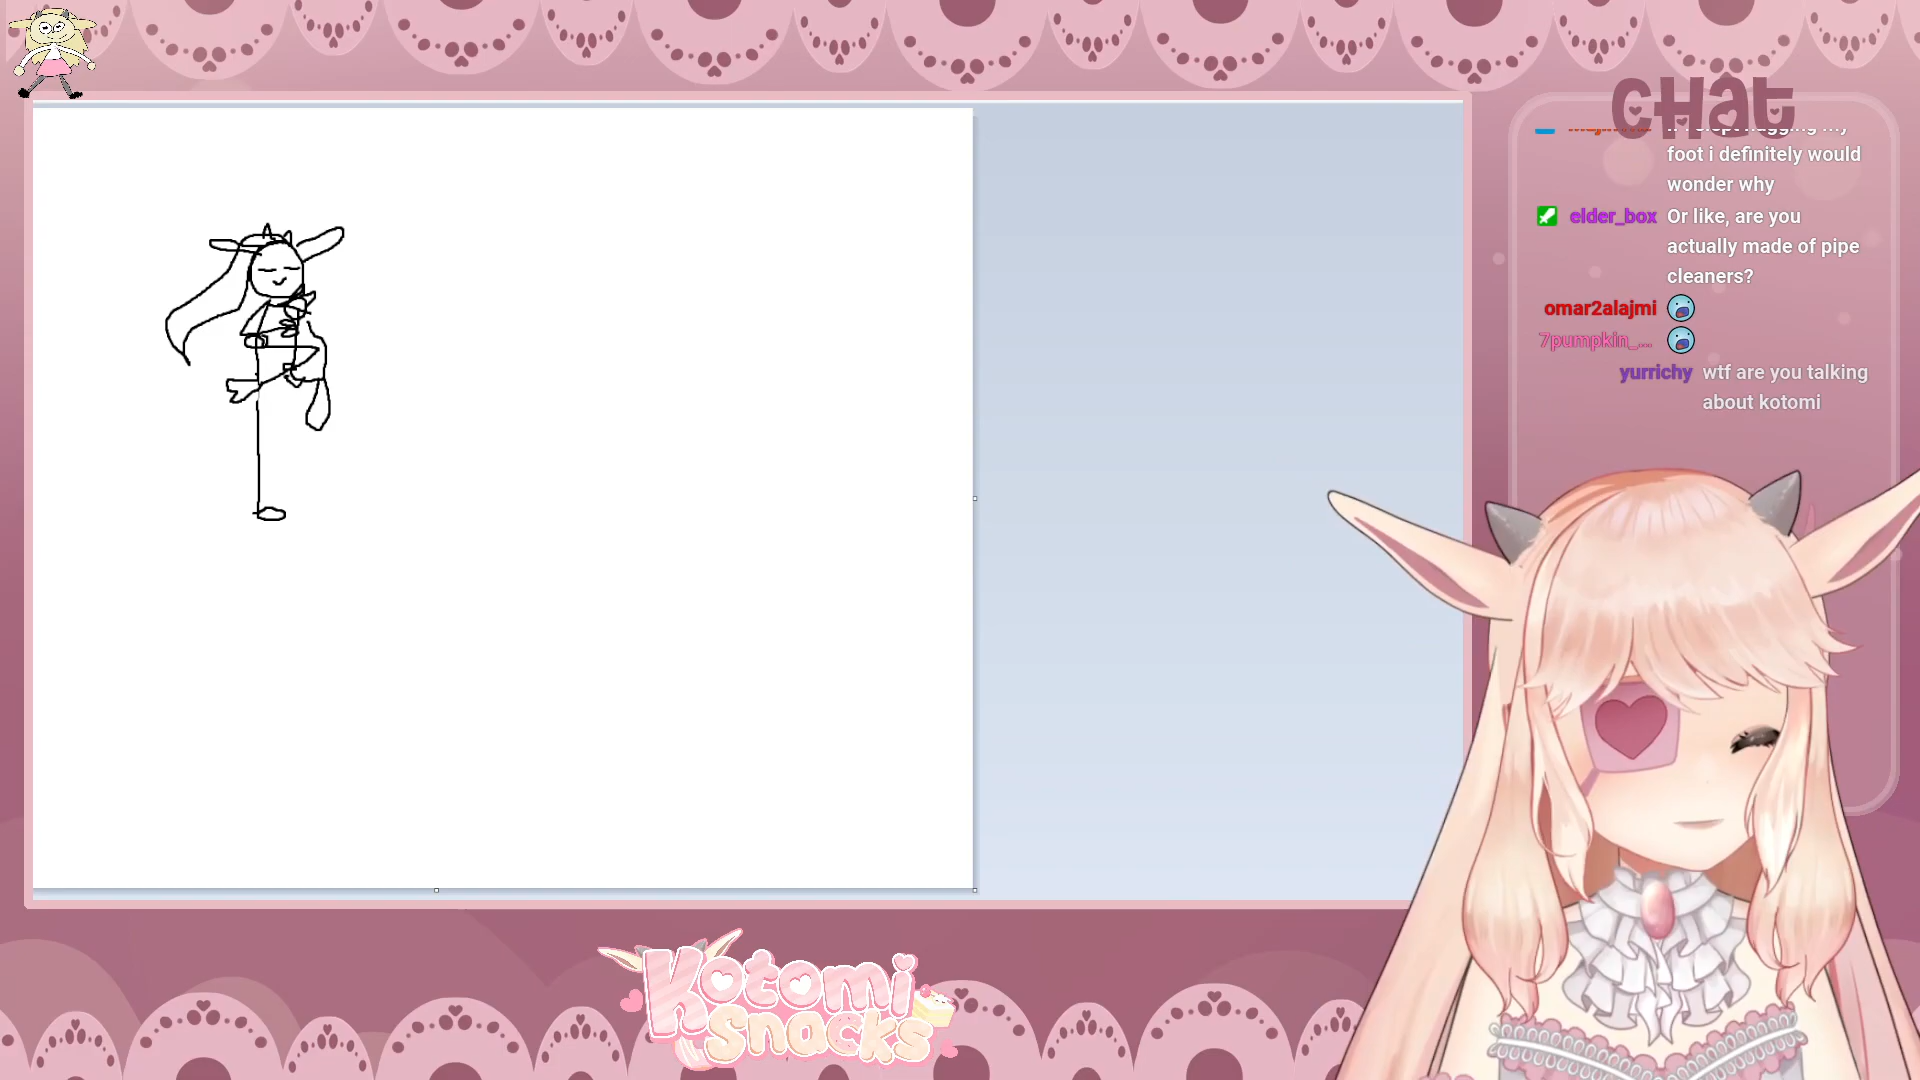 CHat
foot i definitely would
wonder why
elder_box Or like, are you
actually made of pipe
cleaners?
omar2alajmi
7pumpkin_...
yurrichy wtf are you talking
about kotomi
Kotomi
Snacks